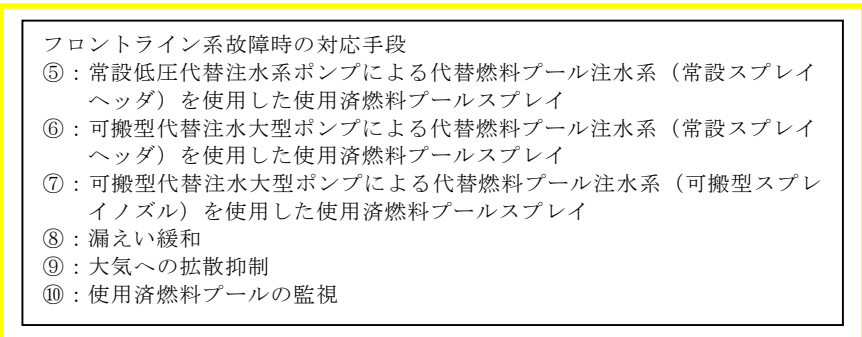 フロントライン系故障時の対応手段
⑤：常設低圧代替注水系ポンプによる代替燃料プール注水系（常設スプレイ
ヘッダ）を使用した使用済燃料プールスプレイ
⑥：可搬型代替注水大型ポンプによる代替燃料プール注水系（常設スプレイ
ヘッダ）を使用した使用済燃料プールスプレイ
⑦：可搬型代替注水大型ポンプによる代替燃料プール注水系（可搬型スプレ
イノズル）を使用した使用済燃料プールスプレイ
⑧：漏えい緩和
⑨：大気への拡散抑制
⑩：使用済燃料プールの監視